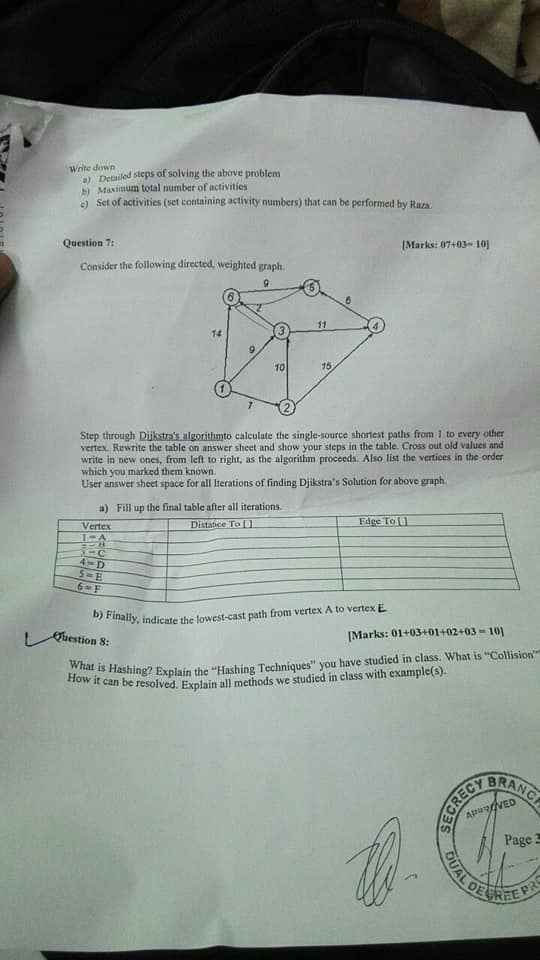 Write down
a) Detailed steps of solving the above problem
b) Maximum total number of activities
c) Set of activities (set containing activity numbers) that can be performed by Raza.
Question 7:
[Marks: 07+03= 10]
Consider the following directed, weighted graph.
9
6
5
2
6
14
3
11
4
9
10
15
1
7
2
Step through Dijkstra's algorithmto calculate the single-source shortest paths from 1 to every other
vertex. Rewrite the table on answer sheet and show your steps in the table. Cross out old values and
write in new ones, from left to right, as the algorithm proceeds. Also list the vertices in the order
which you marked them known.
User answer sheet space for all Iterations of finding Djikstra's Solution for above graph.
a) Fill up the final table after all iterations.
Vertex Distance To [ ] Edge To [ ]
1=A
2=B
3=C
4=D
5=E
6=F
b) Finally, indicate the lowest-cast path from vertex A to vertex E
Question 8:
[Marks: 01+03+01+02+03 = 10]
What is Hashing? Explain the "Hashing Techniques" you have studied in class. What is "Collision"
How it can be resolved. Explain all methods we studied in class with example(s).
SECRECY BRANCH
APPROVED
Page 3
DUAL DEGREE PRO